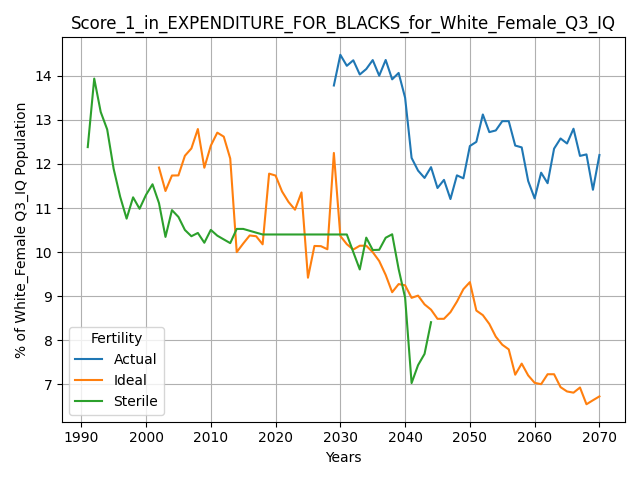 Score_1_in_EXPENDITURE_FOR_BLACKS_for_White_Female_Q3_IQ
% of White_Female Q3_IQ Population
14
13
12
11
10
9
8
7
Fertility
Actual
Ideal
Sterile
1990 2000 2010 2020 2030 2040 2050 2060 2070
Years